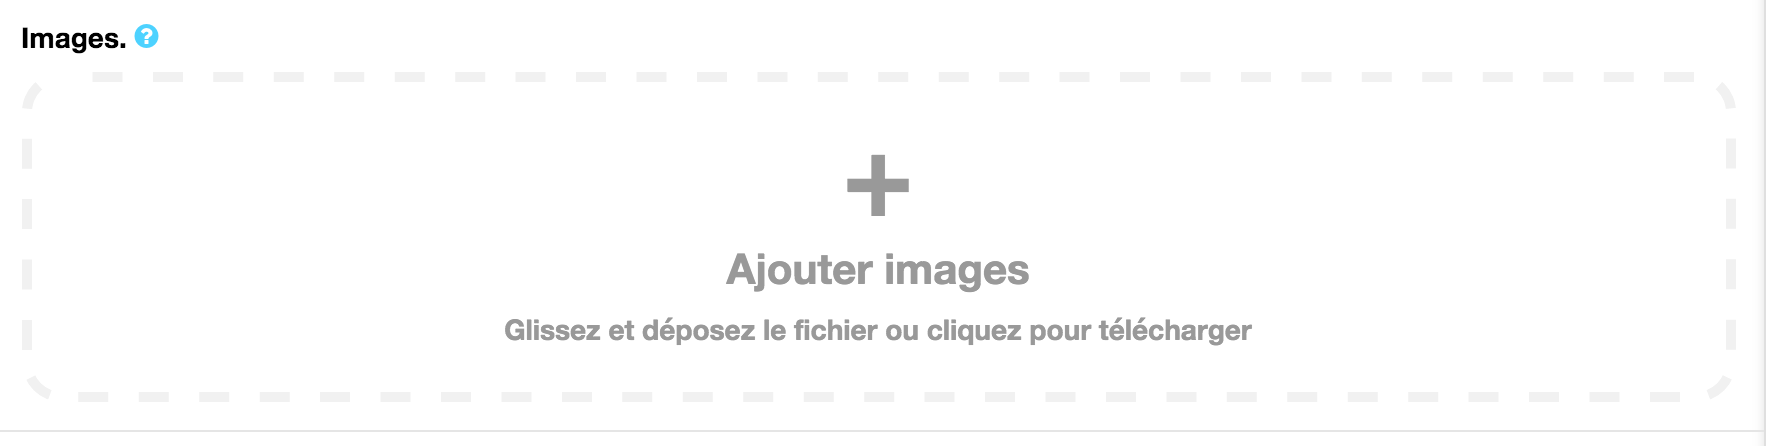 Images. ?
Ajouter images
Glissez et déposez le fichier ou cliquez pour télécharger